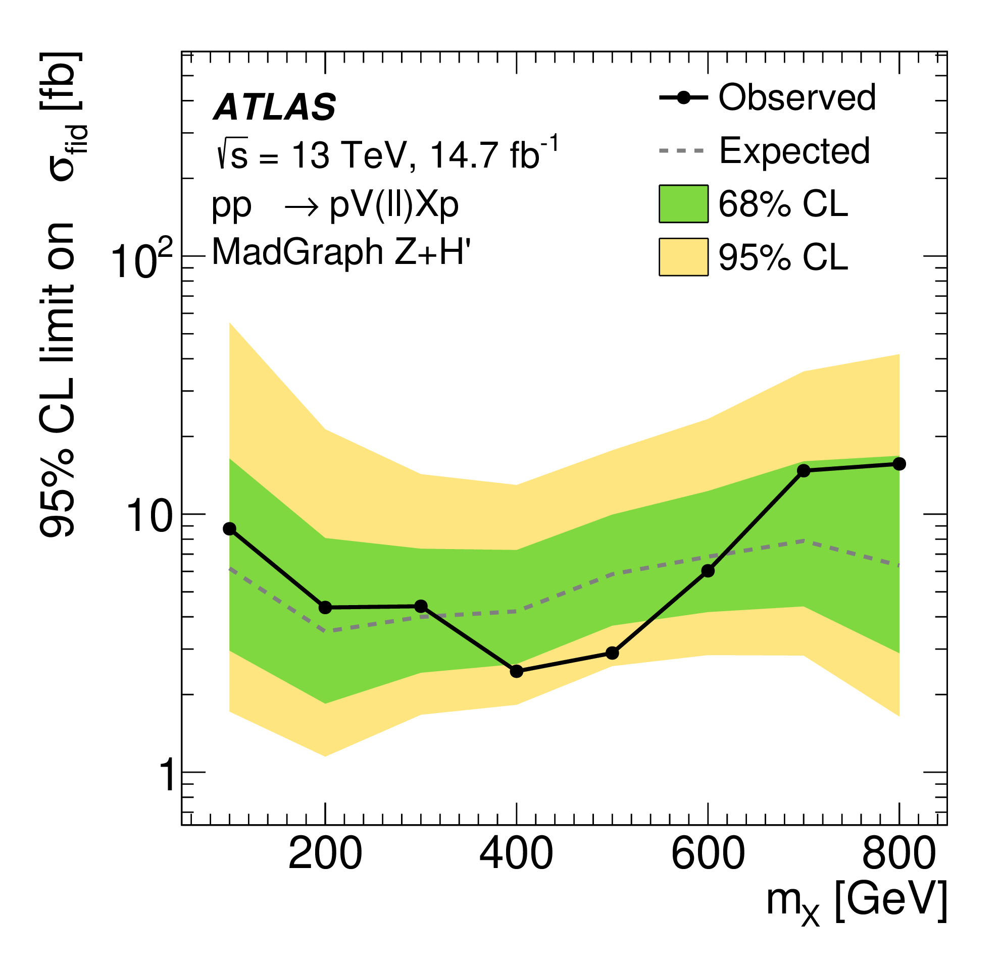 95% CL limit on σfid [fb]
ATLAS
√s = 13 TeV, 14.7 fb-1
pp → pV(ll)Xp
MadGraph Z+H'
Observed
Expected
68% CL
95% CL
10²
10
1
200 400 600 800
mX [GeV]